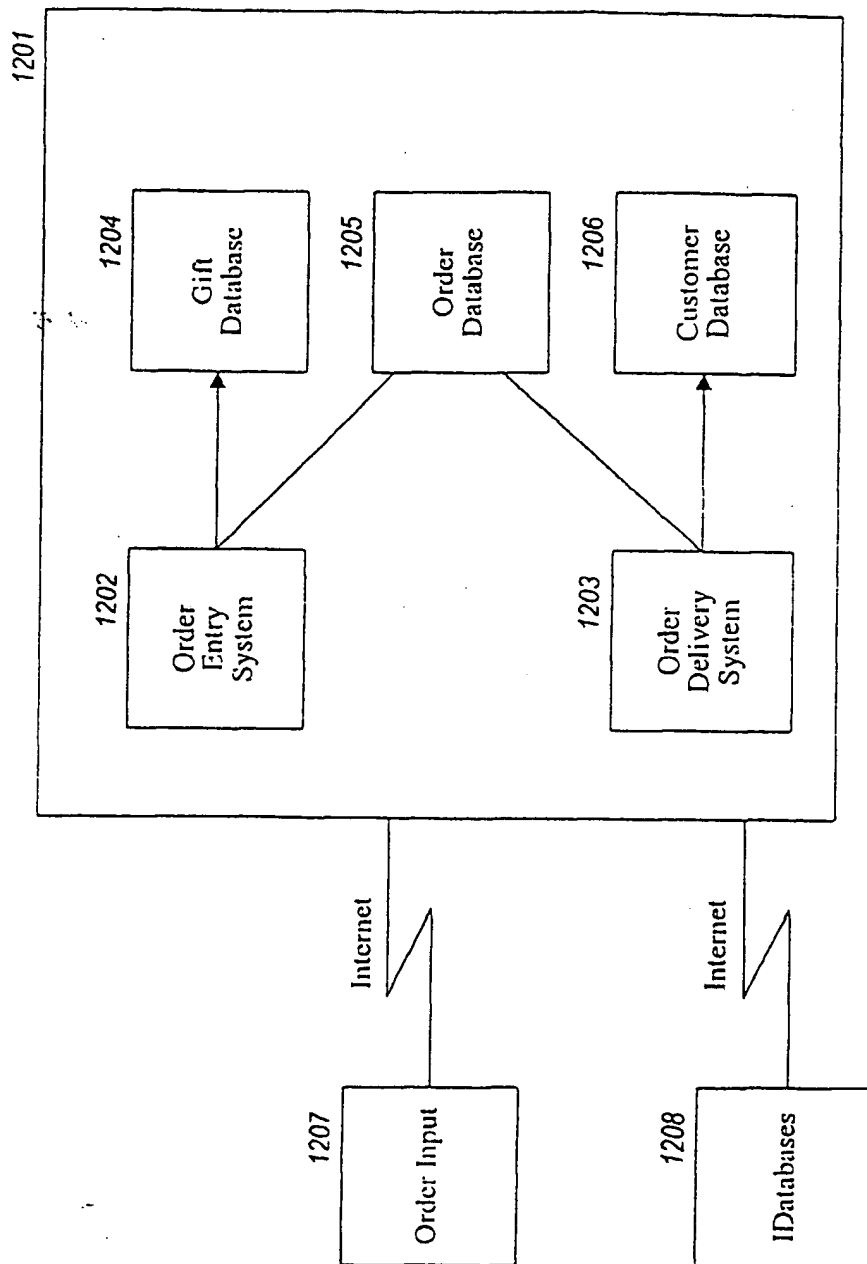 1201
1204
Gift
Database
1205
Order
Database
1206
Customer
Database
1202
Order
Entry
System
1203
Order
Delivery
System
Internet
Internet
1207
Order Input
1208
IDatabases